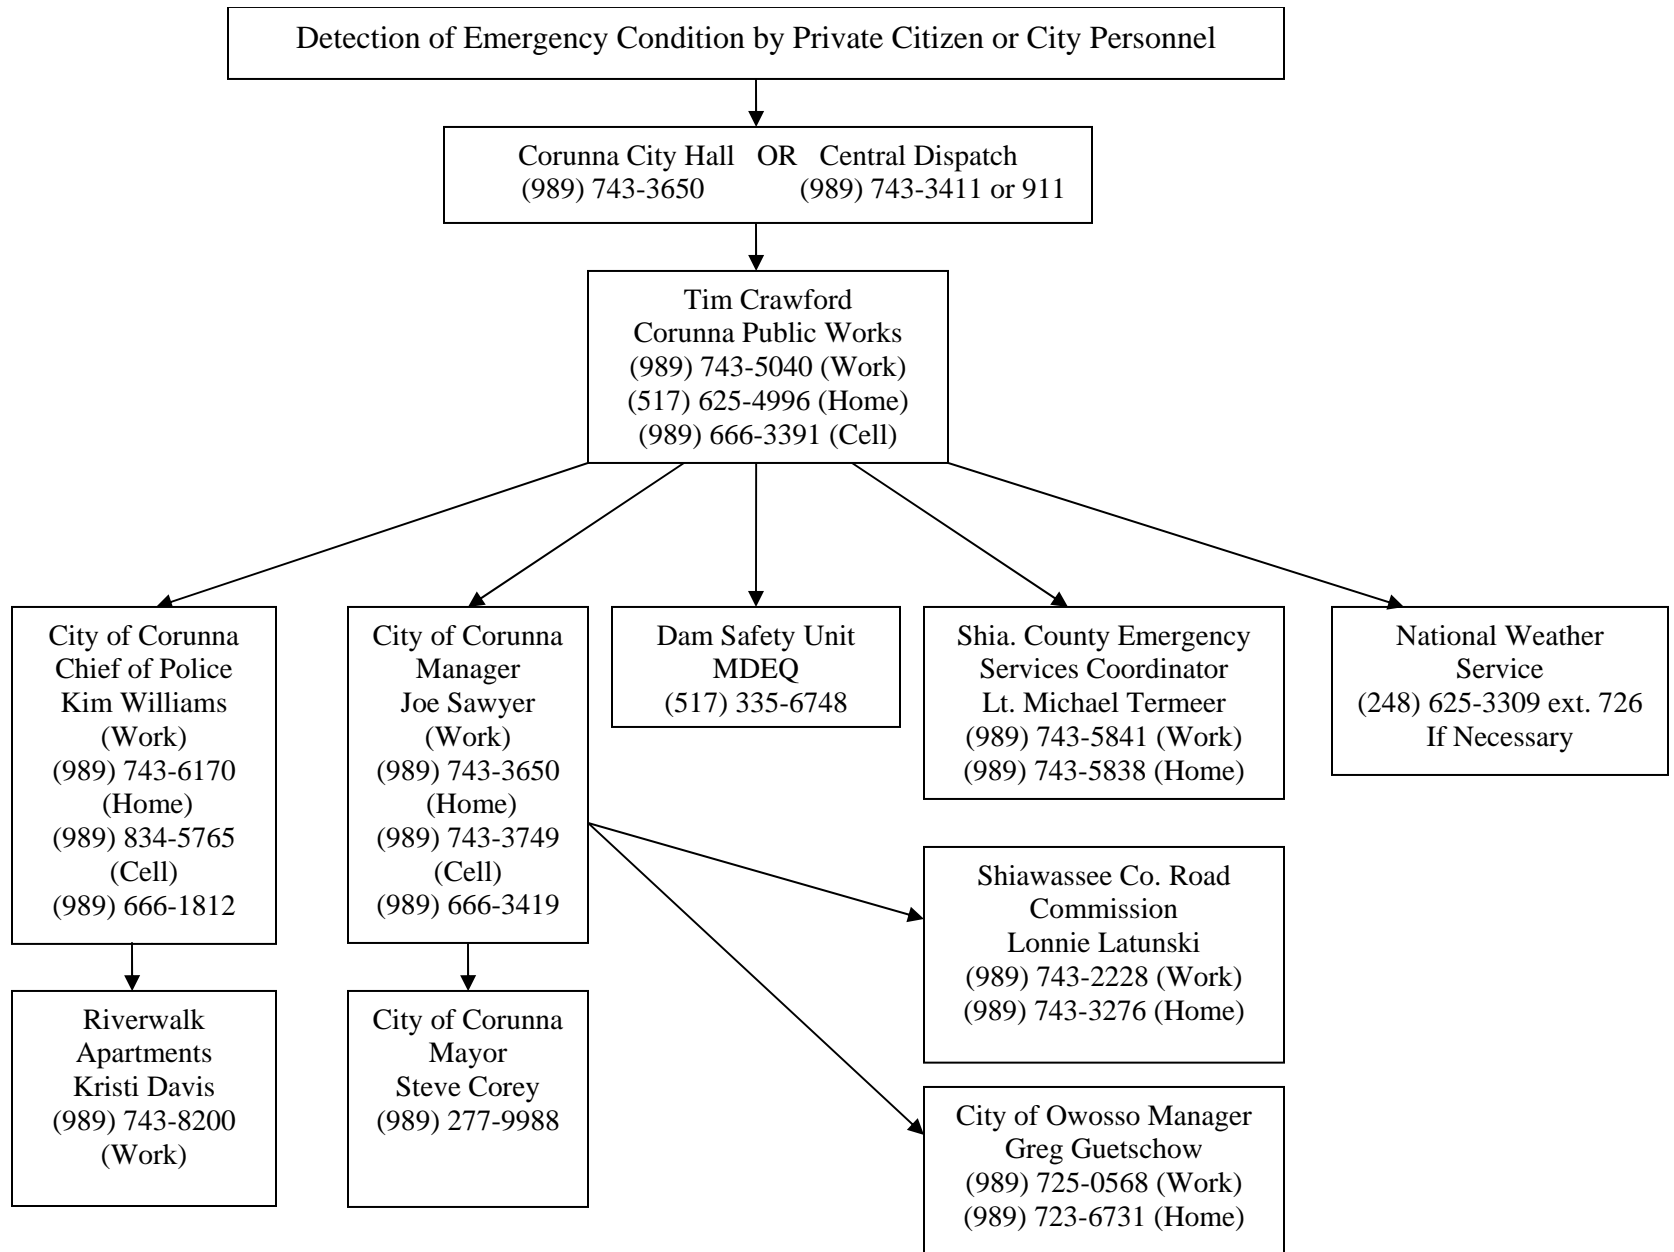 Detection of Emergency Condition by Private Citizen or City Personnel
Corunna City Hall OR Central Dispatch
(989) 743-3650 (989) 743-3411 or 911
Tim Crawford
Corunna Public Works
(989) 743-5040 (Work)
(517) 625-4996 (Home)
(989) 666-3391 (Cell)
City of Corunna
Chief of Police
Kim Williams
(Work)
(989) 743-6170
(Home)
(989) 834-5765
(Cell)
(989) 666-1812
City of Corunna
Manager
Joe Sawyer
(Work)
(989) 743-3650
(Home)
(989) 743-3749
(Cell)
(989) 666-3419
Dam Safety Unit
MDEQ
(517) 335-6748
Shia. County Emergency
Services Coordinator
Lt. Michael Termeer
(989) 743-5841 (Work)
(989) 743-5838 (Home)
National Weather
Service
(248) 625-3309 ext. 726
If Necessary
Shiawassee Co. Road
Commission
Lonnie Latunski
(989) 743-2228 (Work)
(989) 743-3276 (Home)
Riverwalk
Apartments
Kristi Davis
(989) 743-8200
(Work)
City of Corunna
Mayor
Steve Corey
(989) 277-9988
City of Owosso Manager
Greg Guetschow
(989) 725-0568 (Work)
(989) 723-6731 (Home)